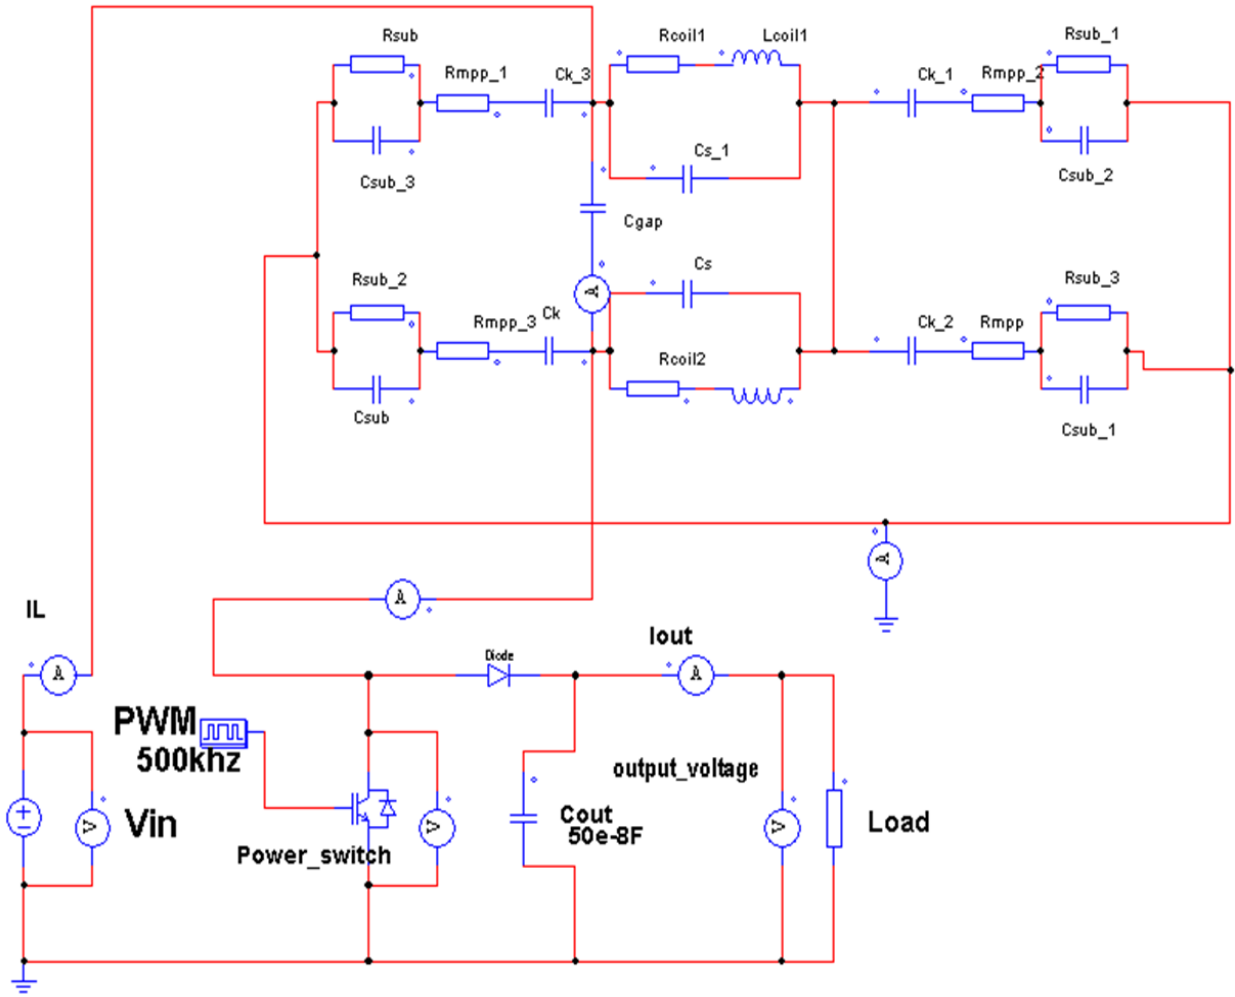 Rsub
Rmpp_1
Ck_3
Rcoil1
Lcoil1
Ck_1
Rmpp_2
Rsub_1
Csub_3
Cs_1
Csub_2
Cgap
Rsub_2
Rmpp_3
Ck
A
Cs
Ck_2
Rmpp
Rsub_3
Csub
Rcoil2
Csub_1
A
IL
A
A
Iout
A
Diode
PWM
500khz
Vin
V
Power_switch
V
Cout
50e-8F
output_voltage
V
Load